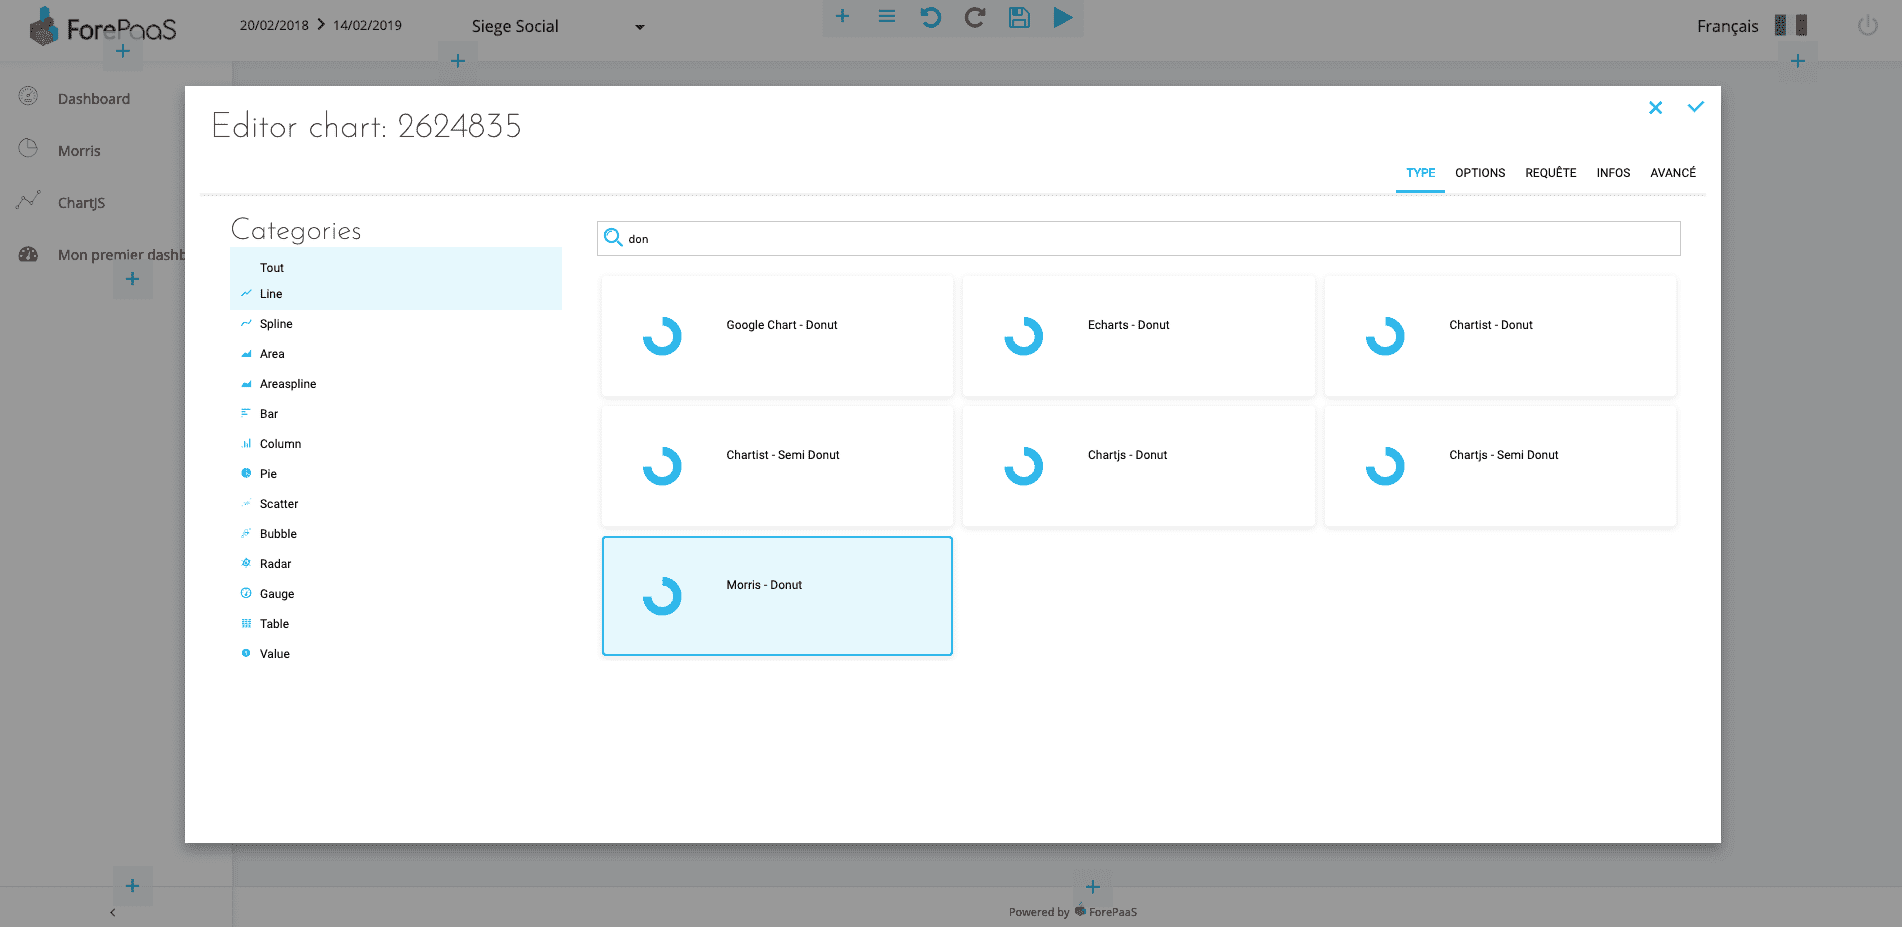 ForePaaS
20/02/2018 > 14/02/2019
Siege Social
Français
Dashboard
Morris
ChartJS
Mon premier dashb
Editor chart: 2624835
TYPE OPTIONS REQUÊTE INFOS AVANCÉ
Categories
Tout
Line
Spline
Area
Areaspline
Bar
Column
Pie
Scatter
Bubble
Radar
Gauge
Table
Value
don
Google Chart - Donut
Echarts - Donut
Chartist - Donut
Chartist - Semi Donut
Chartjs - Donut
Chartjs - Semi Donut
Morris - Donut
Powered by ForePaaS